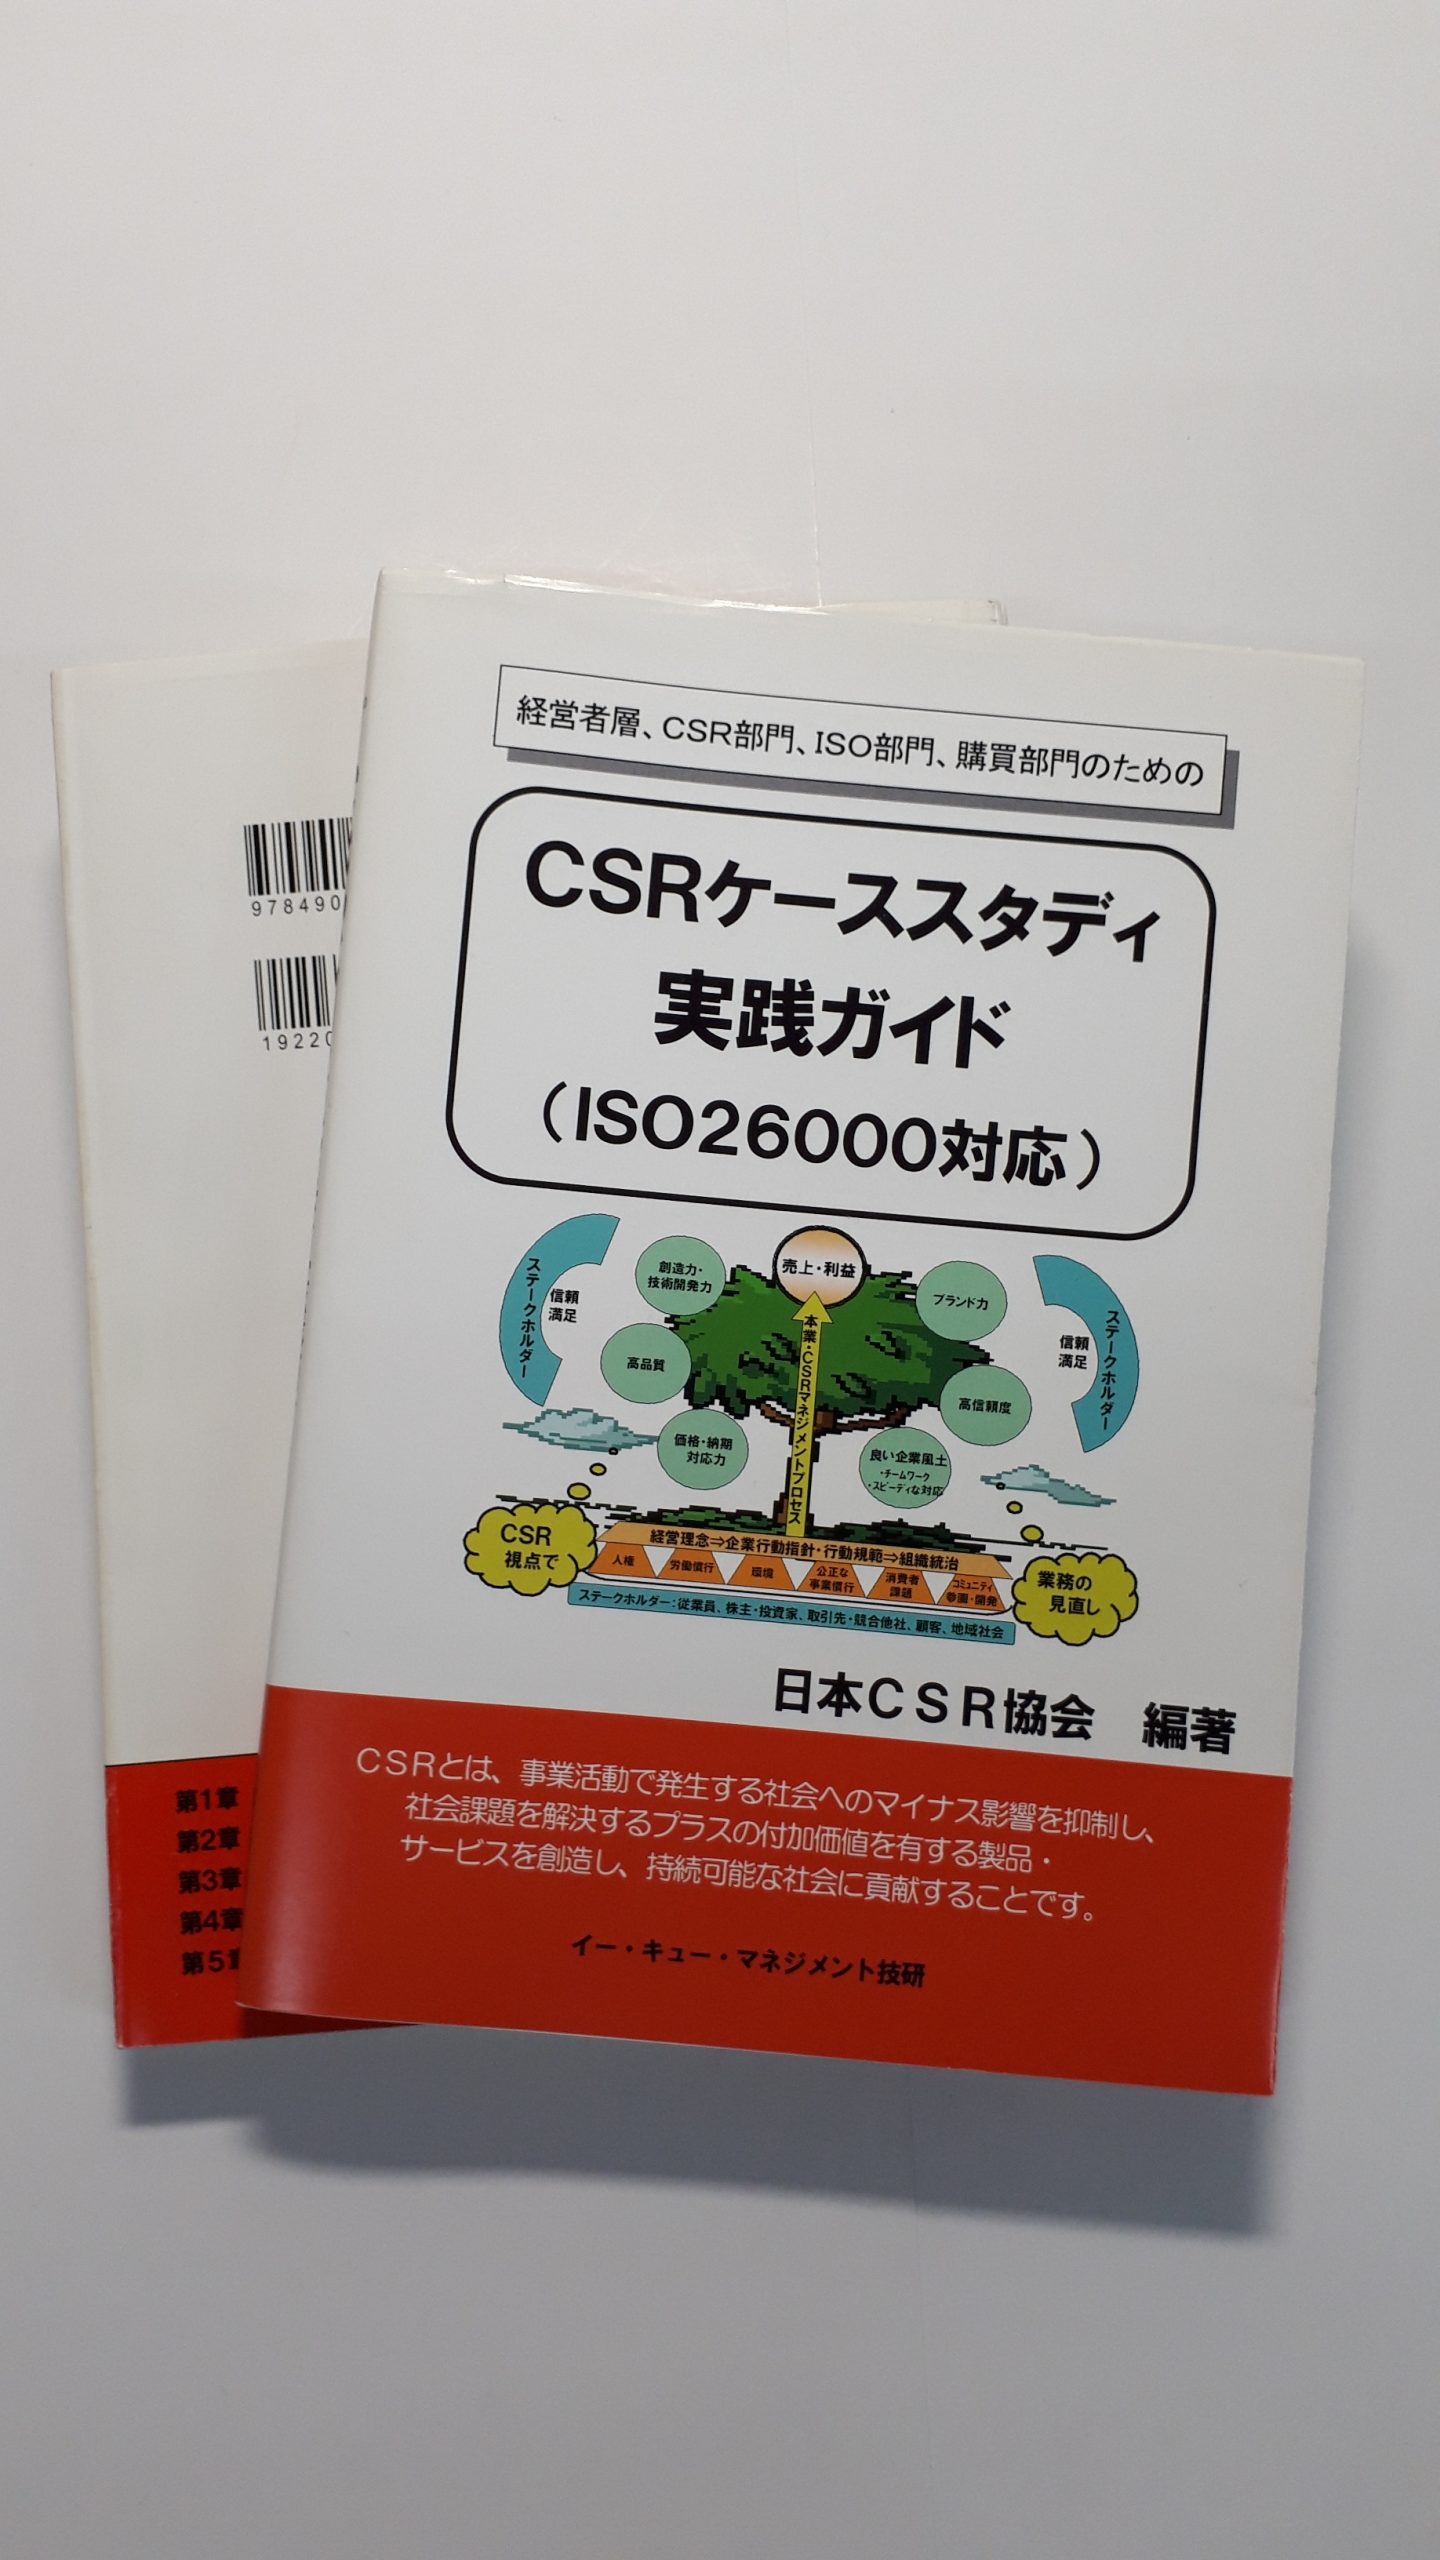 経営者層、CSR部門、ISO部門、購買部門のための
CSRケーススタディ
実践ガイド
（ISO26000対応）
売上・利益
創造力・
技術開発力
高品質
価格・納期
対応力
ブランド力
高信頼度
良い企業風土
・チームワーク
・スピーディな対応
ステークホルダー
信頼
満足
信頼
満足
ステークホルダー
本業・CSRマネジメントプロセス
CSR
視点で
業務の
見直し
経営理念⇒企業行動指針・行動規範⇒組織統治
人権
労働慣行
環境
公正な
事業慣行
消費者
課題
コミュニティ
参画・開発
ステークホルダー：従業員、株主・投資家、取引先・競合他社、顧客、地域社会
日本CSR協会　編著
CSRとは、事業活動で発生する社会へのマイナス影響を抑制し、
社会課題を解決するプラスの付加価値を有する製品・
サービスを創造し、持続可能な社会に貢献することです。
イー・キュー・マネジメント技研
978490
19220
第1章
第2章
第3章
第4章
第5章